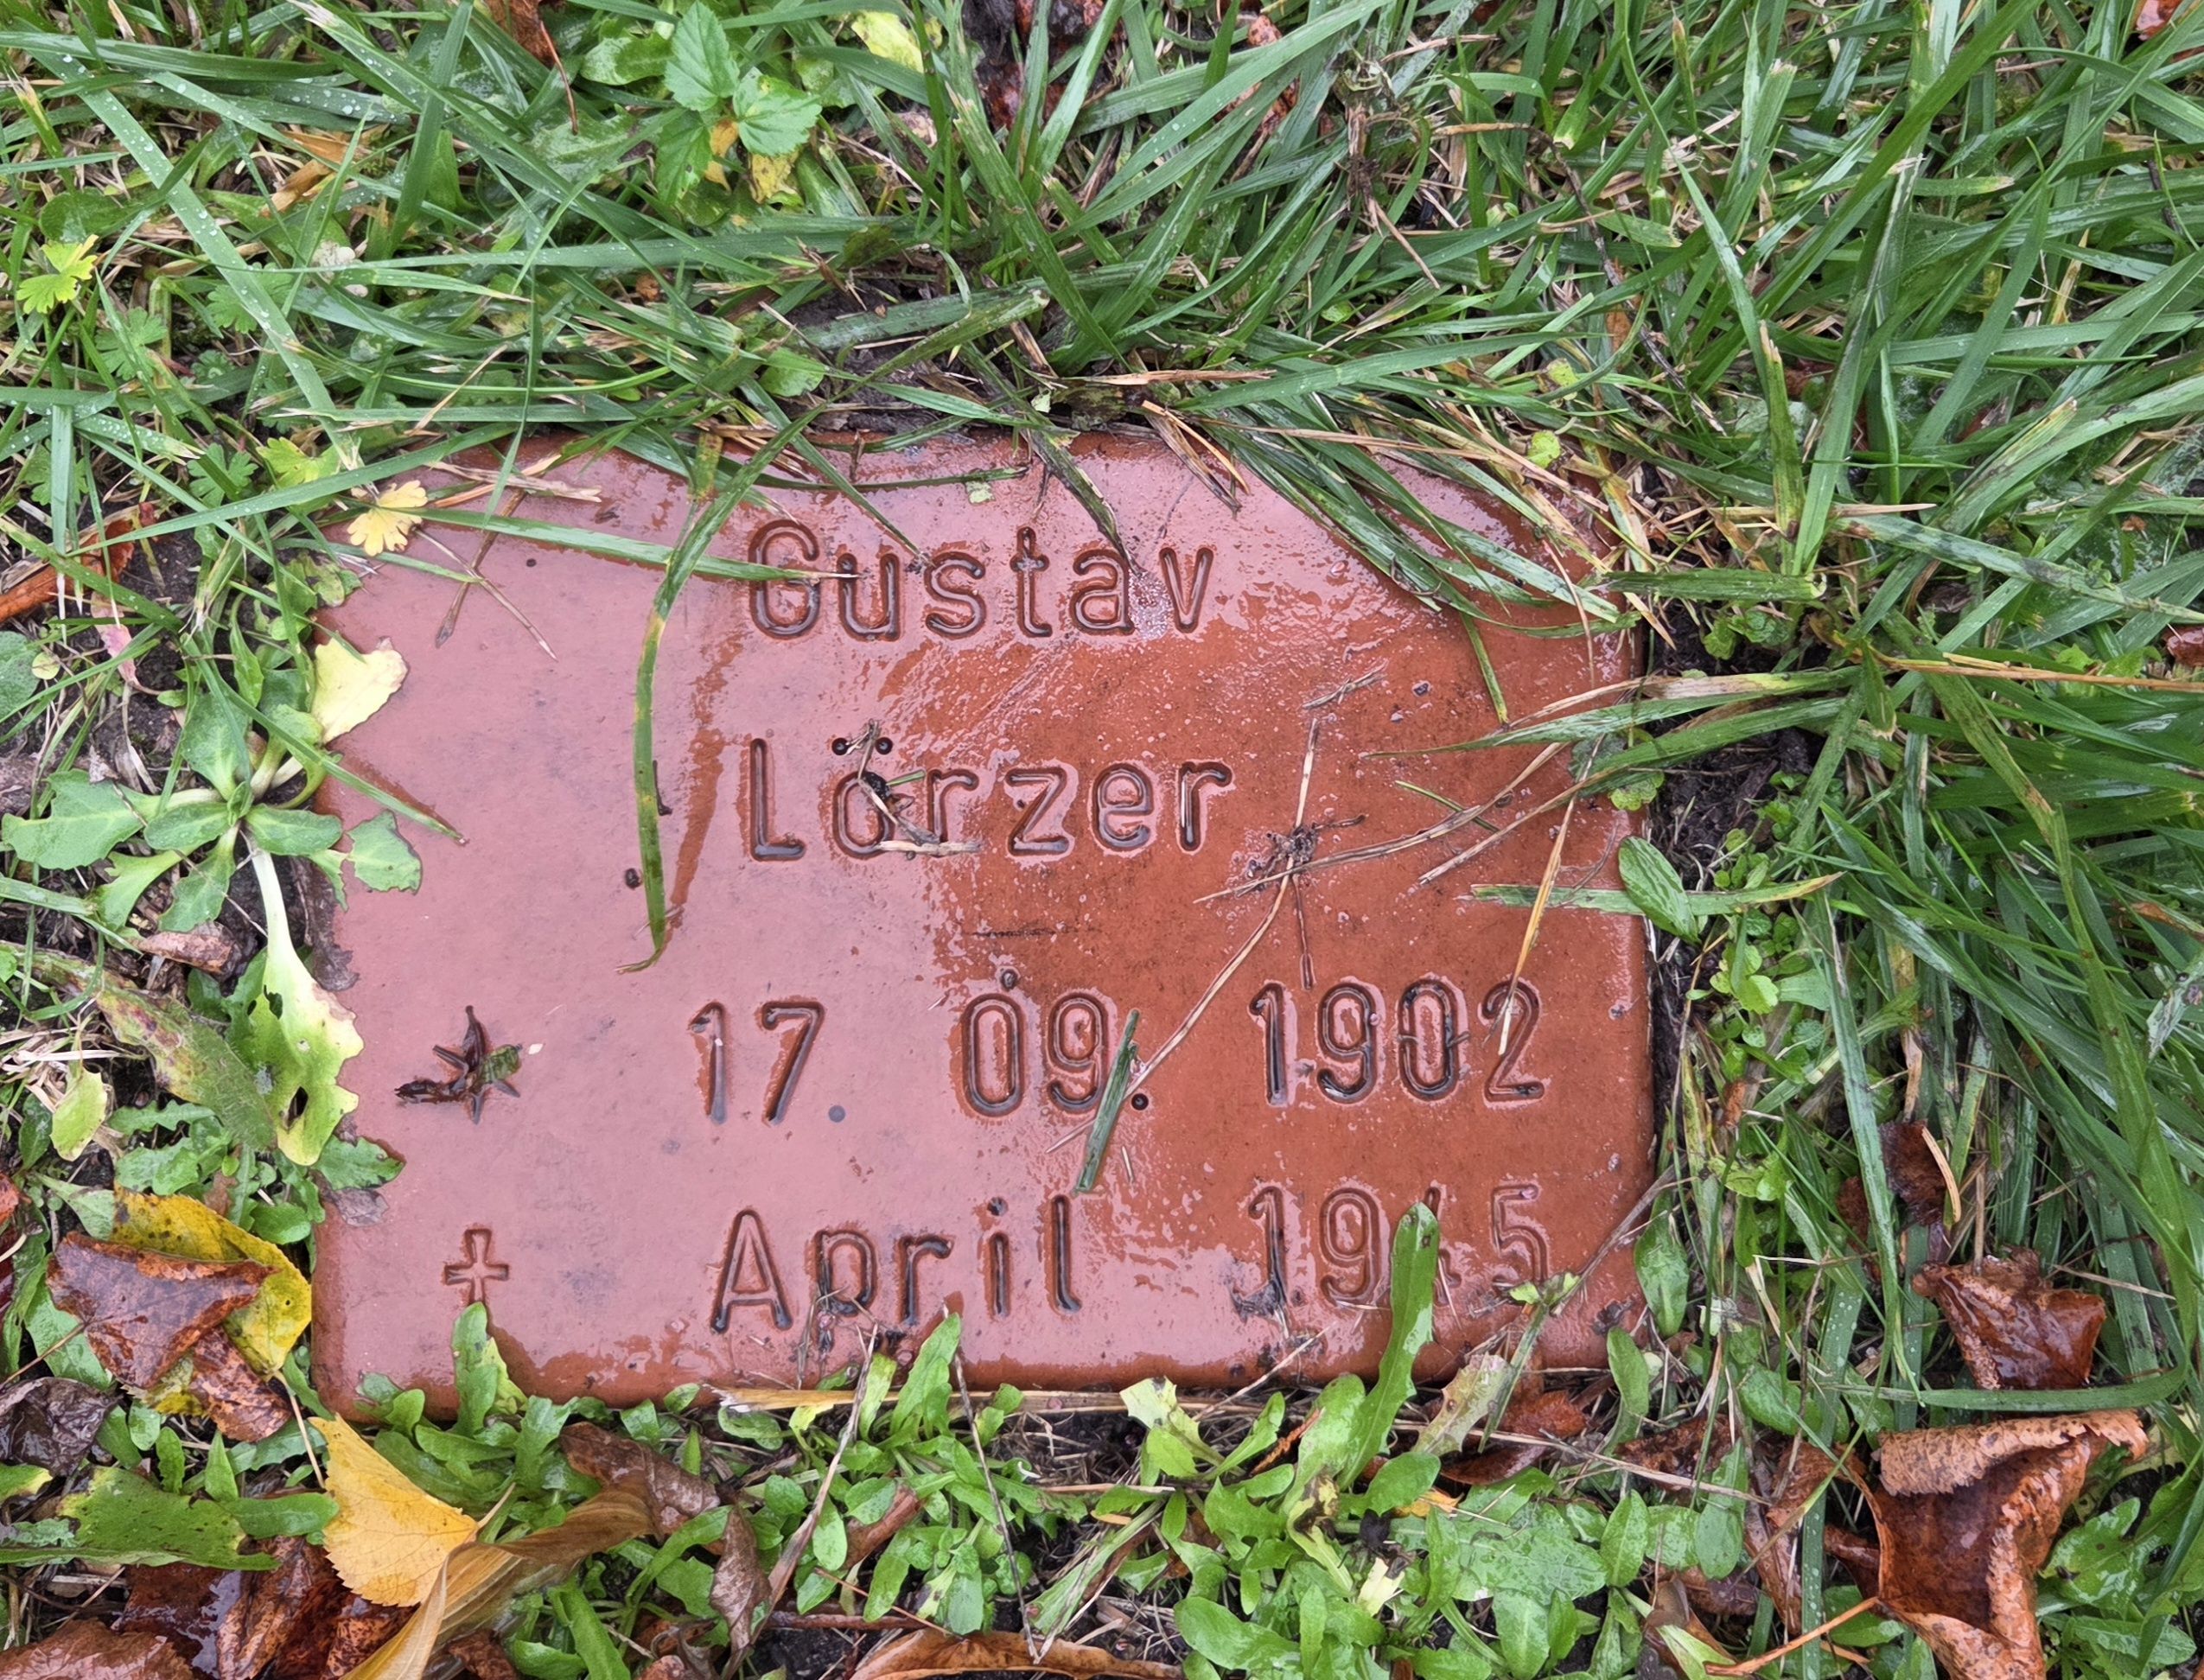 Gustav
Lörzer
* 17. 09. 1902
† April 1945